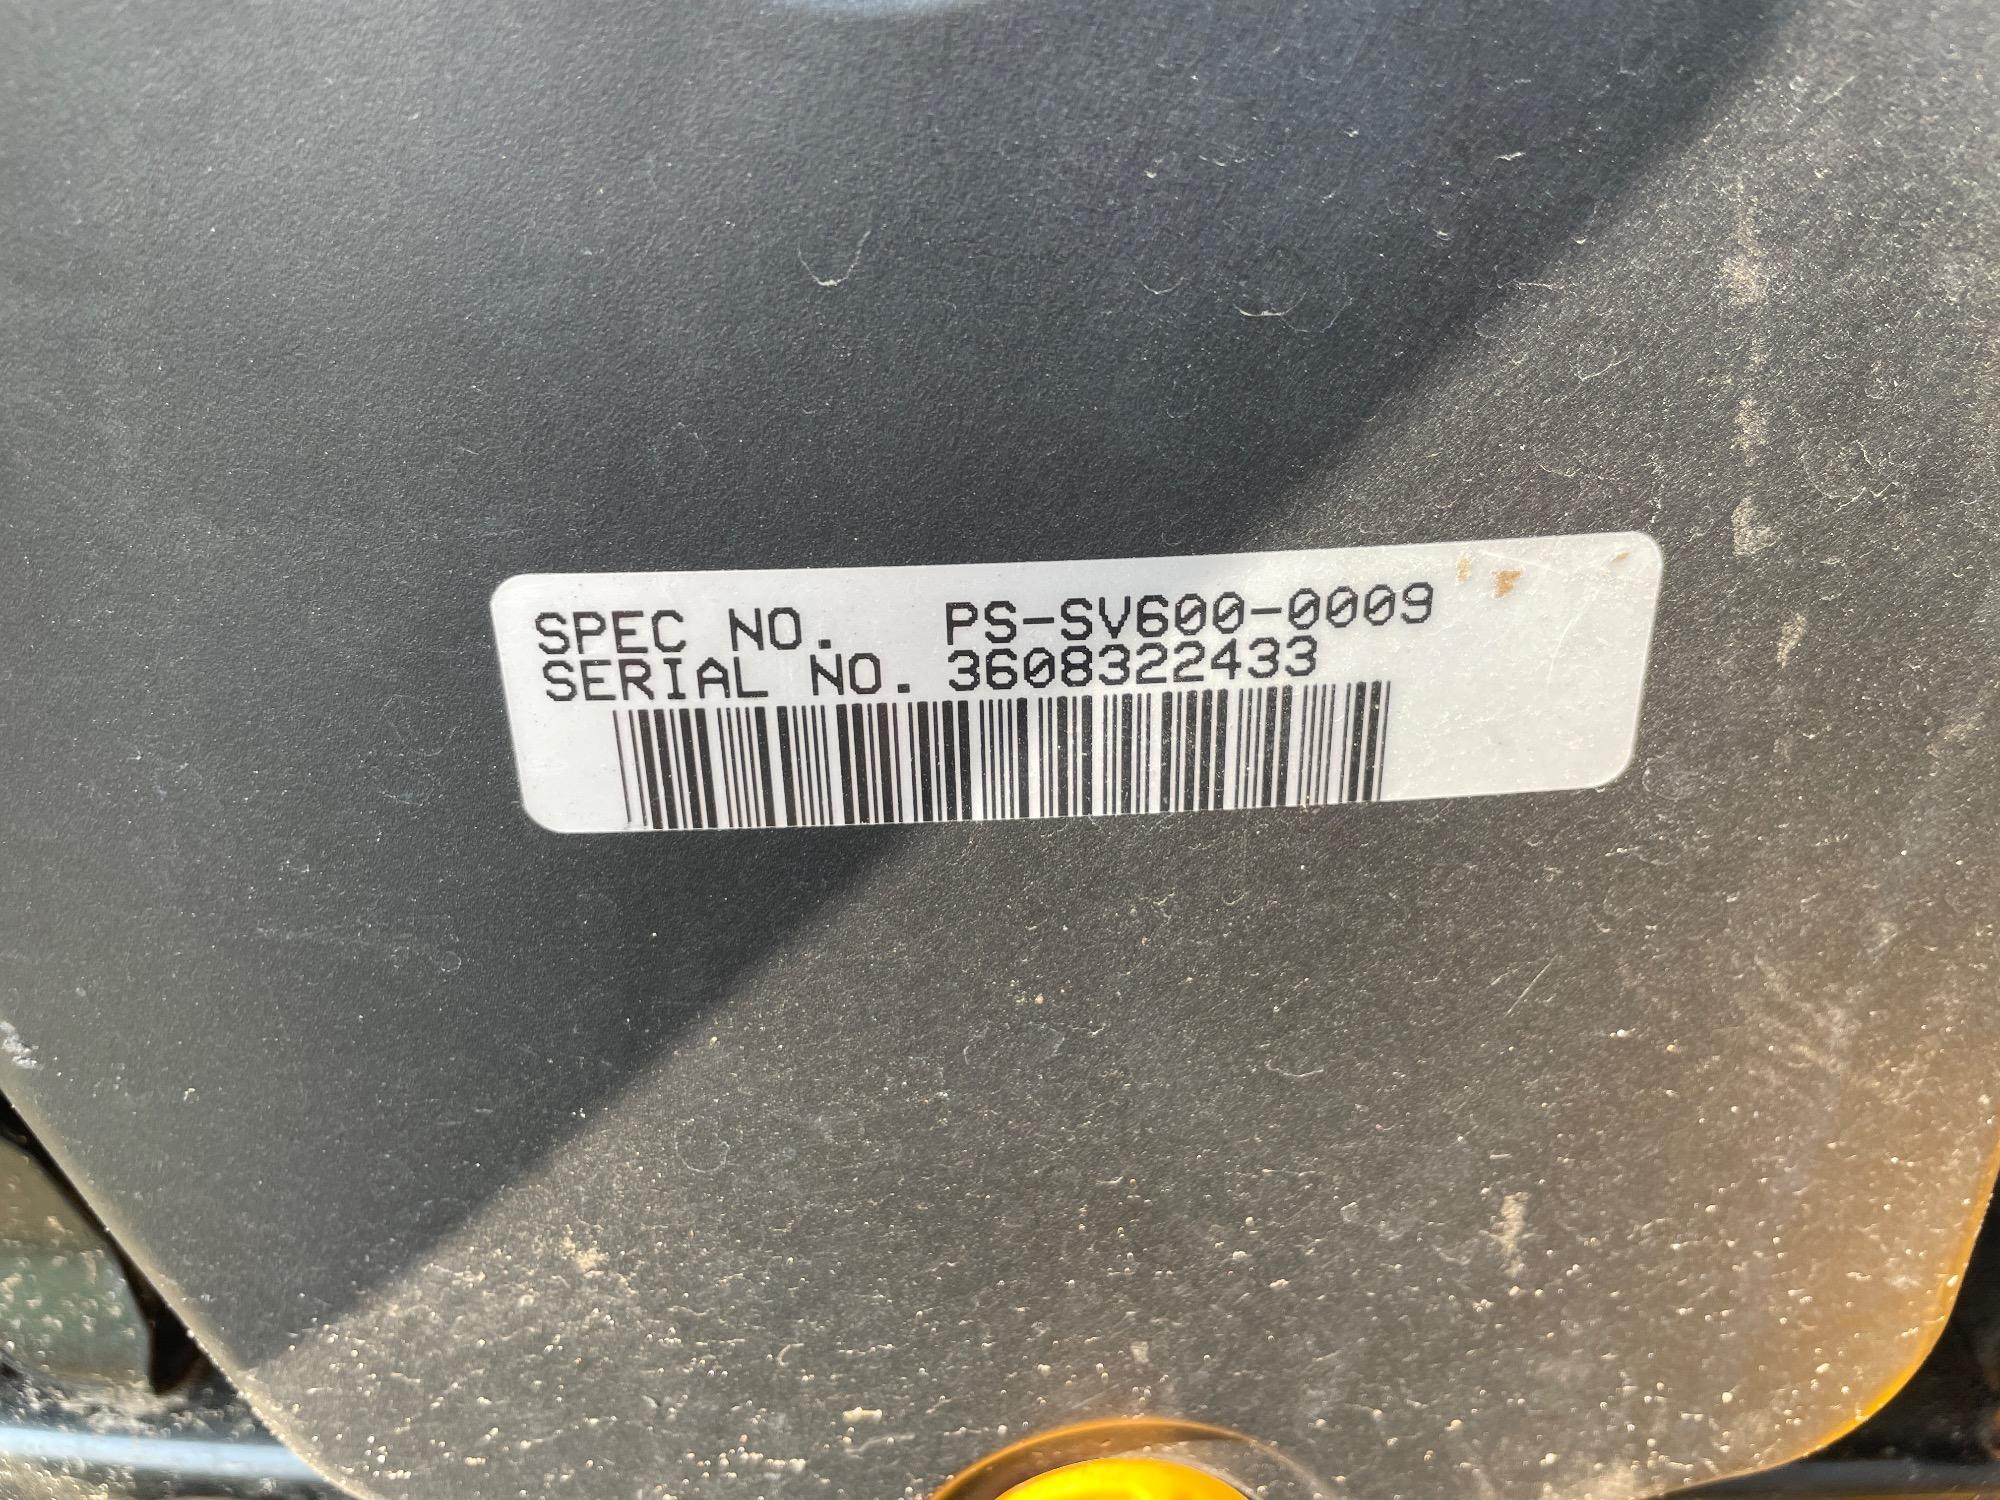 SPEC NO. PS-SV600-0009
SERIAL NO. 3608322433